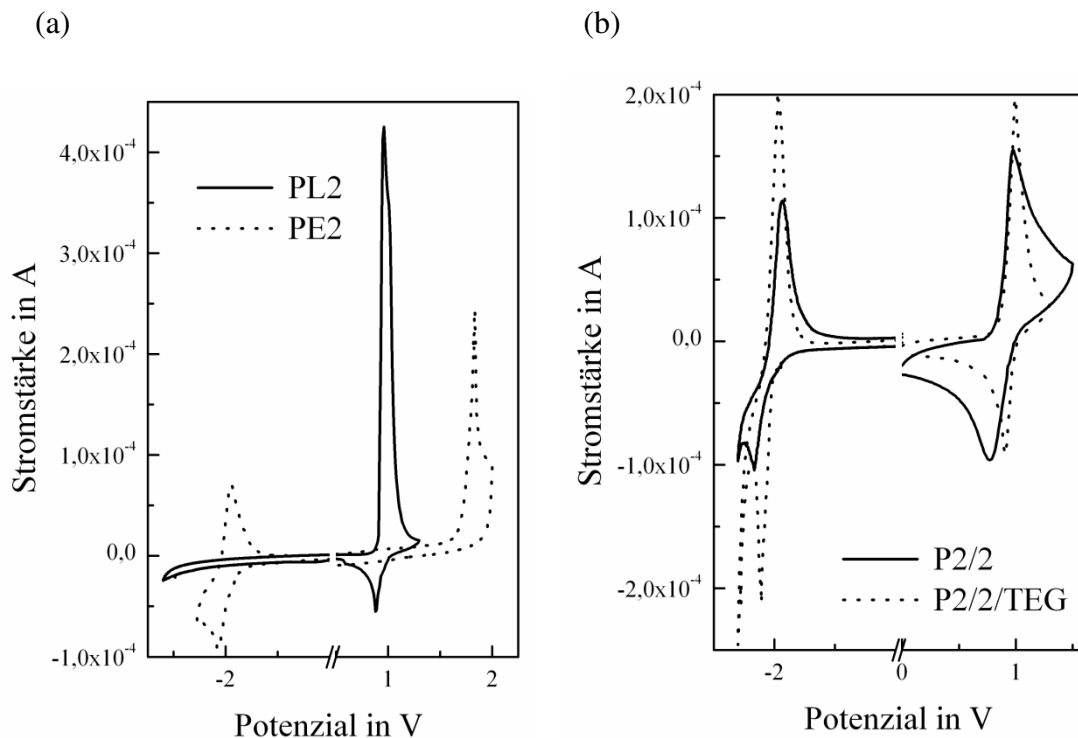 (a)
(b)
4,0x10-4
3,0x10-4
2,0x10-4
1,0x10-4
0,0
-1,0x10-4
Stromstärke in A
PL2
PE2
-2
1
2
Potenzial in V
2,0x10-4
1,0x10-4
0,0
-1,0x10-4
-2,0x10-4
Stromstärke in A
P2/2
P2/2/TEG
-2
0
1
Potenzial in V